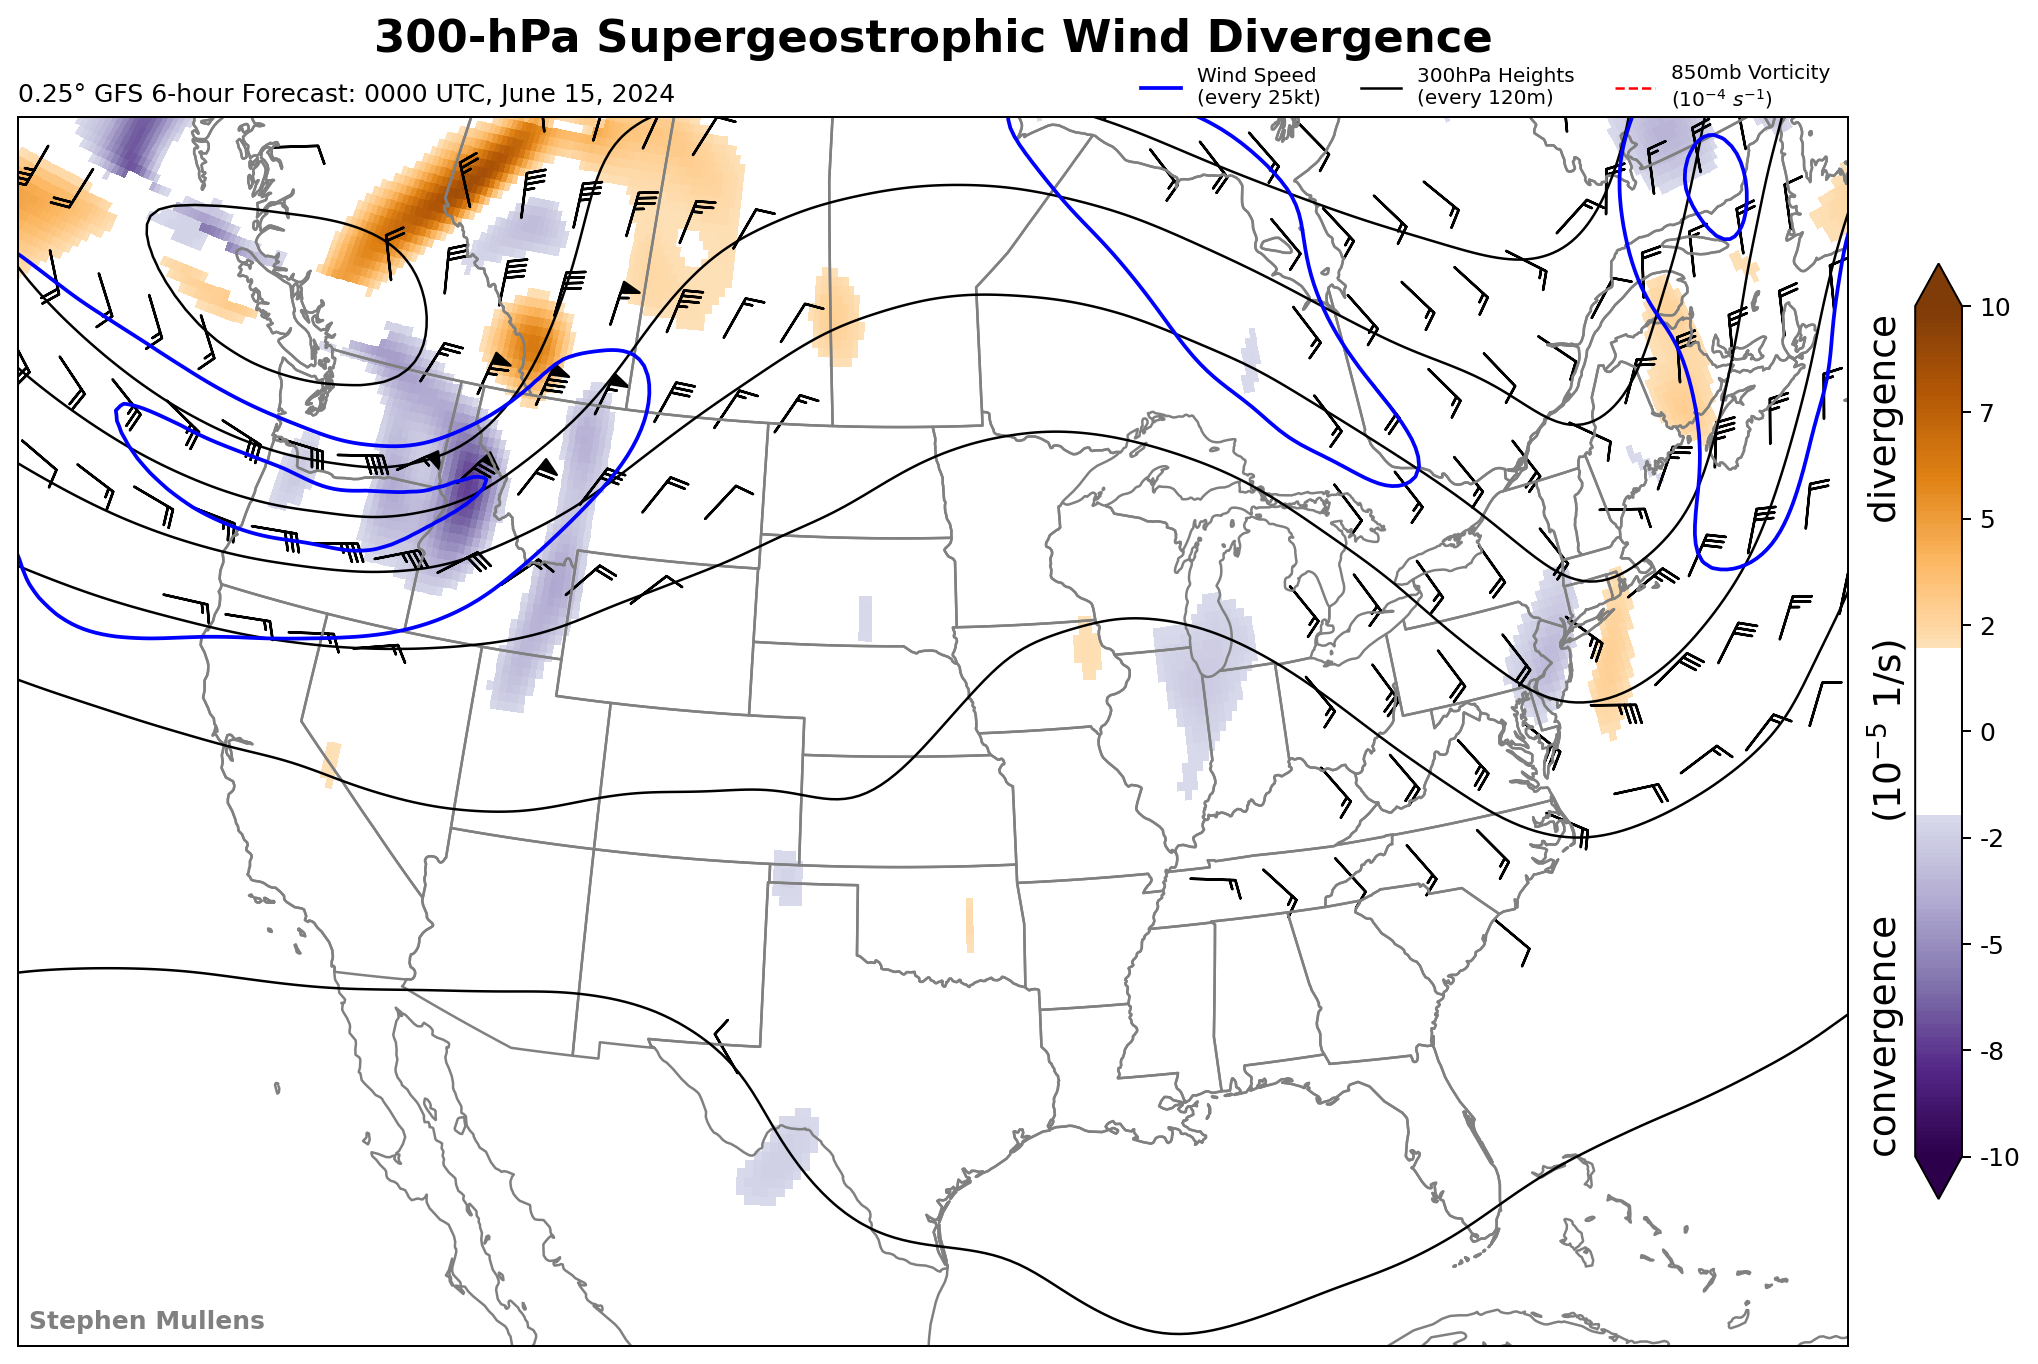 300-hPa Supergeostrophic Wind Divergence
0.25° GFS 6-hour Forecast: 0000 UTC, June 15, 2024
Wind Speed
(every 25kt)
300hPa Heights
(every 120m)
850mb Vorticity
(10⁻⁴ s⁻¹)
10
7
5
2
0
-2
-5
-8
-10
convergence (10⁻⁵ 1/s) divergence
Stephen Mullens